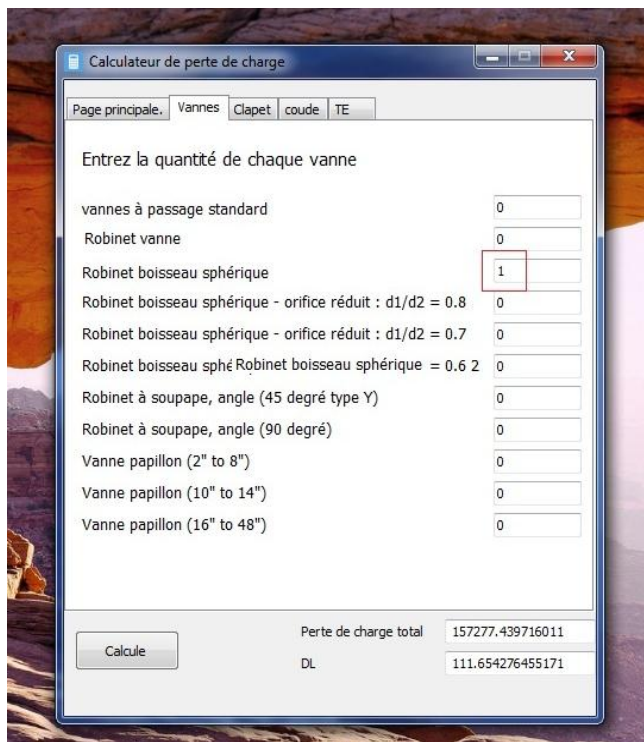 Calculateur de perte de charge
Page principale. Vannes Clapet coude TE
Entrez la quantité de chaque vanne
vannes à passage standard 0
Robinet vanne 0
Robinet boisseau sphérique 1
Robinet boisseau sphérique - orifice réduit : d1/d2 = 0.8 0
Robinet boisseau sphérique - orifice réduit : d1/d2 = 0.7 0
Robinet boisseau sphé Robinet boisseau sphérique = 0.6 2 0
Robinet à soupape, angle (45 degré type Y) 0
Robinet à soupape, angle (90 degré) 0
Vanne papillon (2" to 8") 0
Vanne papillon (10" to 14") 0
Vanne papillon (16" to 48") 0
Perte de charge total 157277.439716011
Calcule
DL 111.654276455171